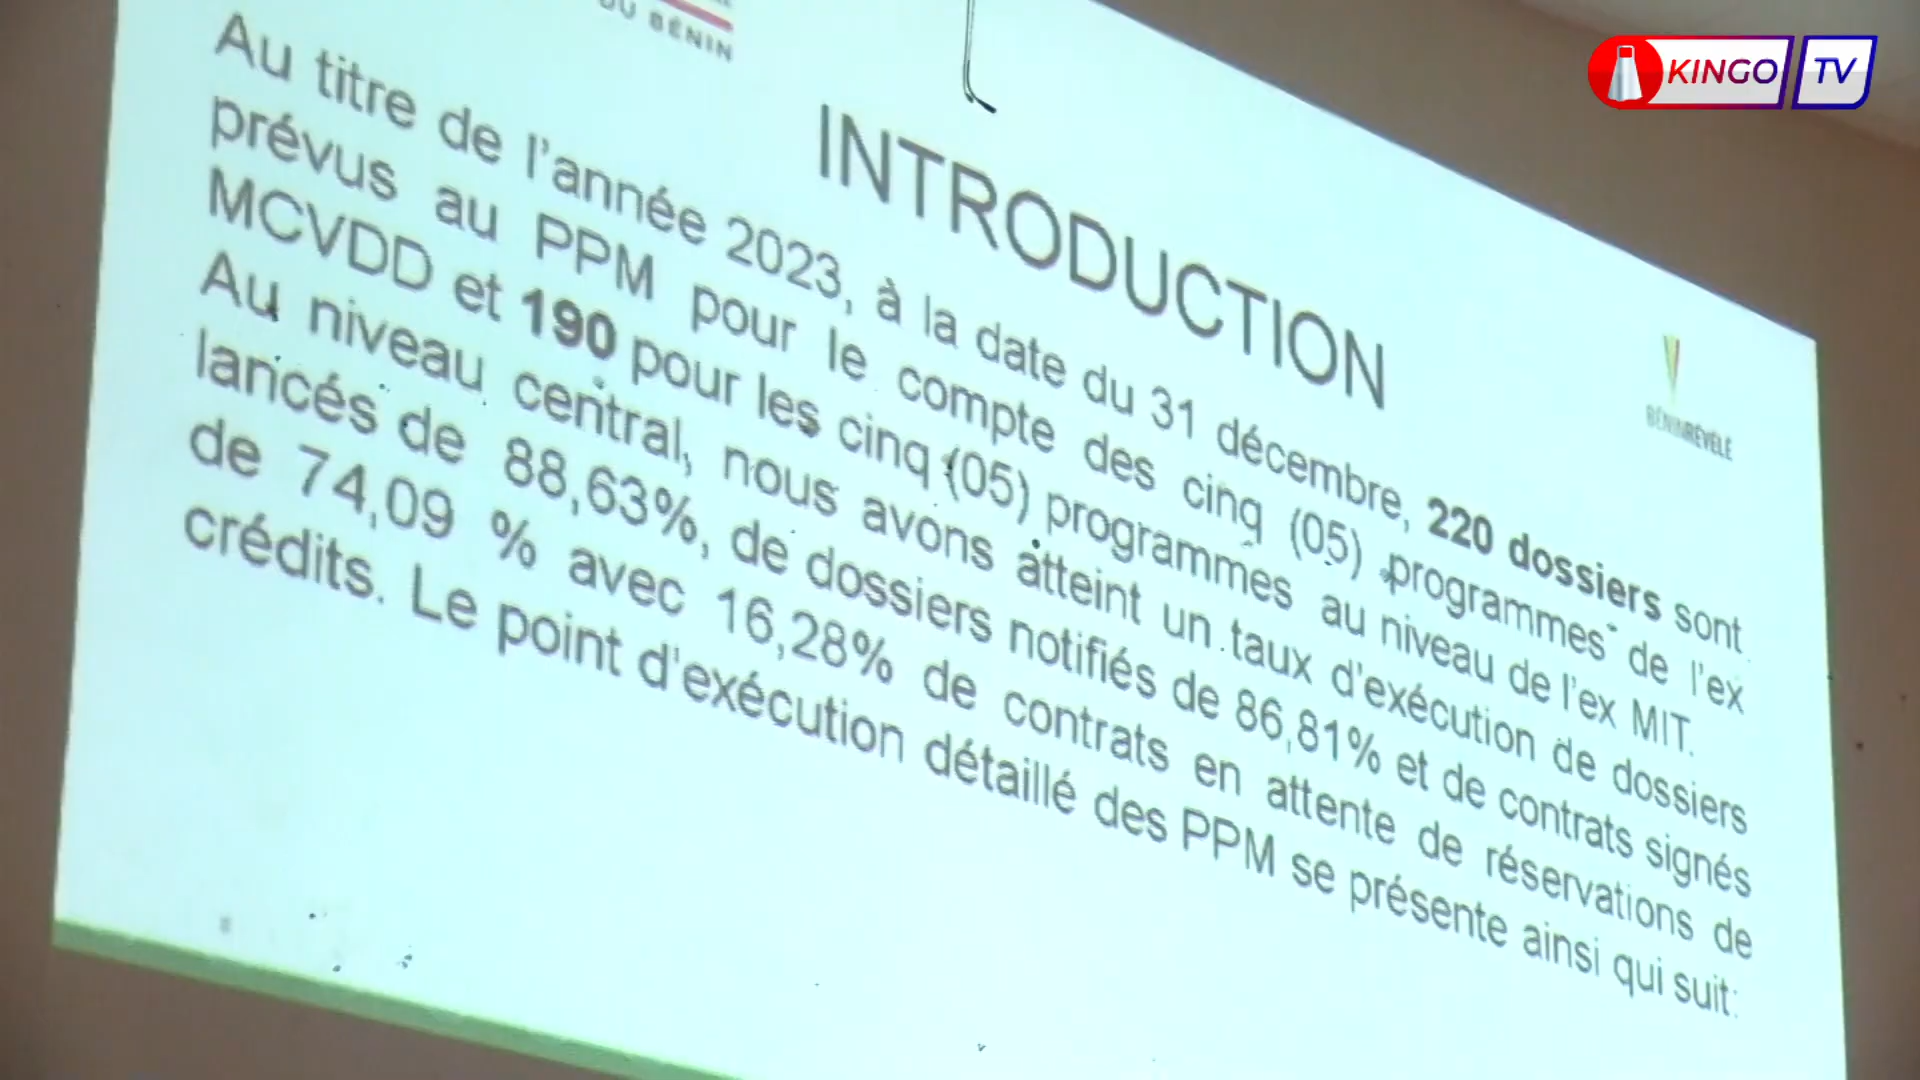 DU BÉNIN
KINGO TV
INTRODUCTION
BÉNINRÉVÉLÉ
Au titre de l'année 2023, à la date du 31 décembre, 220 dossiers sont
prévus au PPM pour le compte des cinq (05) programmes de l'ex
MCVDD et 190 pour les cinq (05) programmes au niveau de l'ex MIT.
Au niveau central, nous avons atteint un taux d'exécution de dossiers
lancés de 88,63%, de dossiers notifiés de 86,81% et de contrats signés
de 74,09 % avec 16,28% de contrats en attente de réservations de
crédits. Le point d'exécution détaillé des PPM se présente ainsi qui suit: